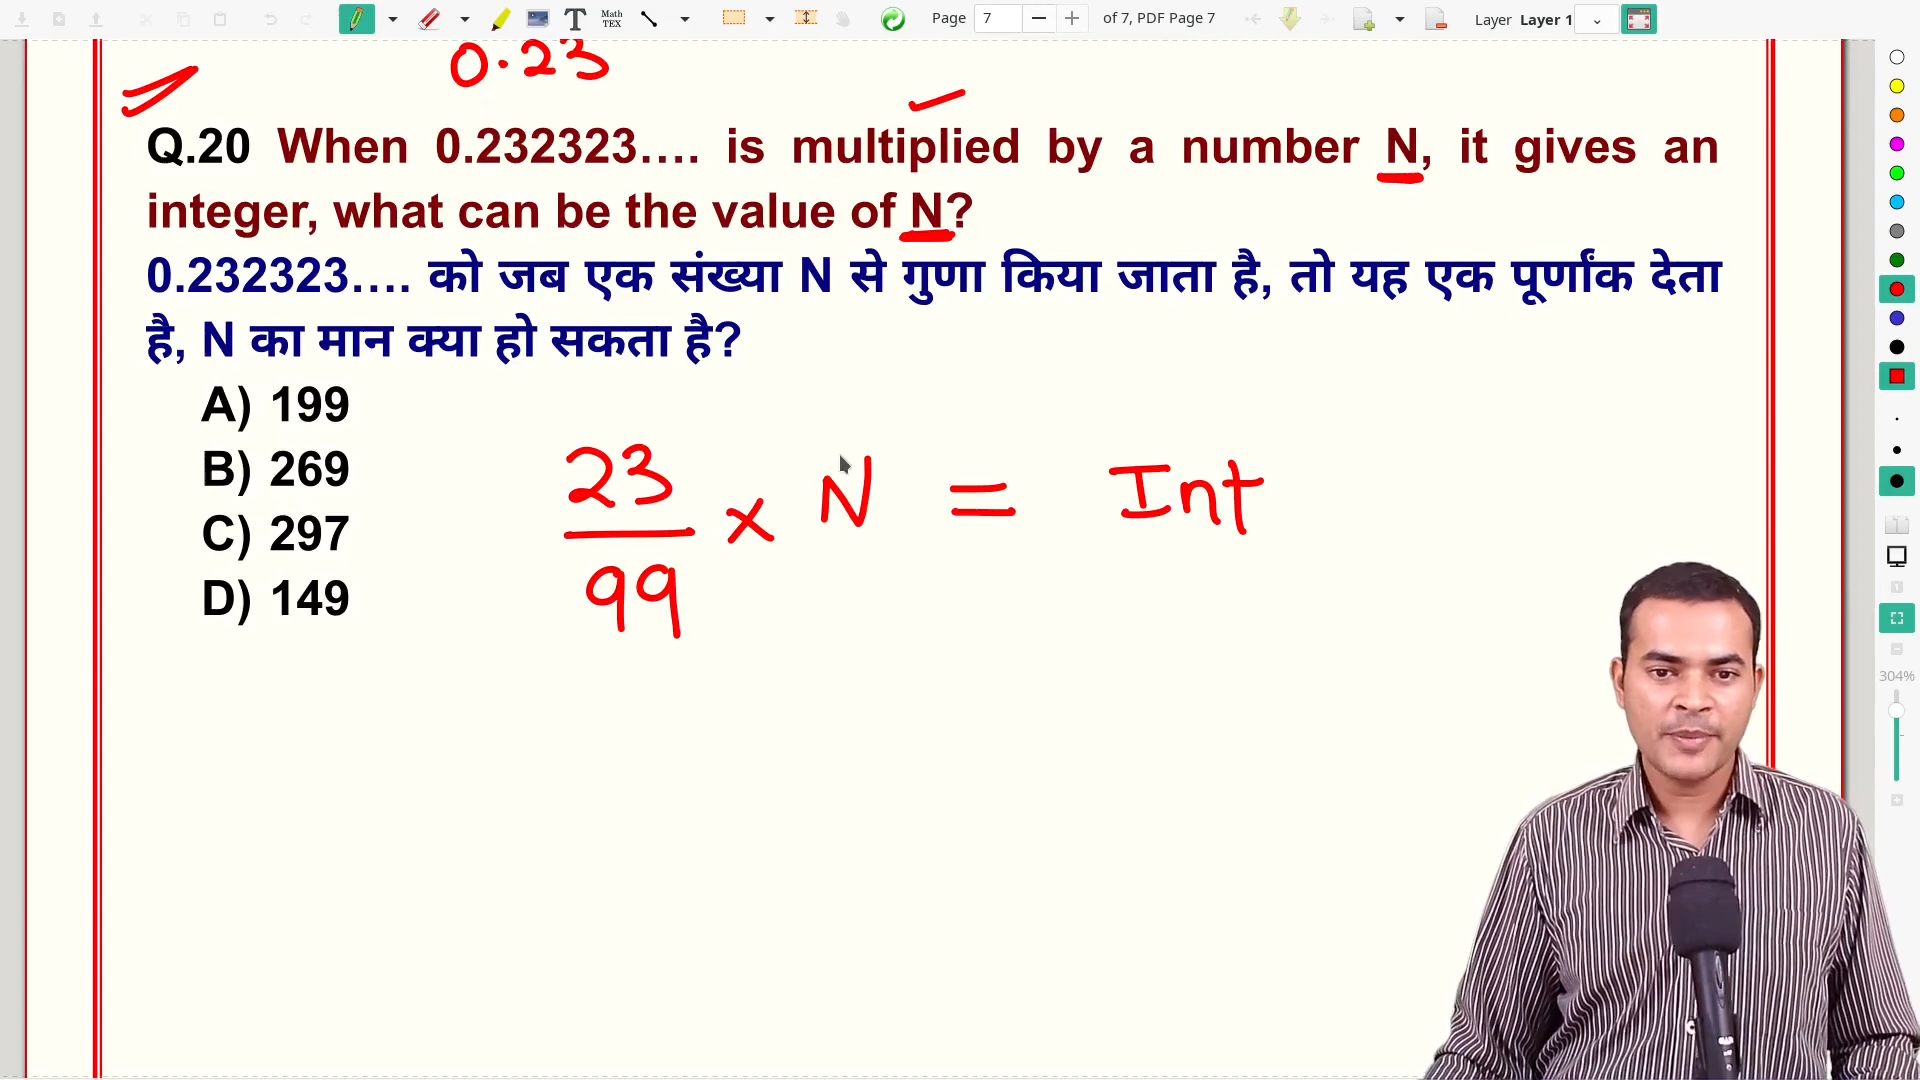 Page 7 of 7, PDF Page 7 Layer Layer 1
Math
TEX
0.23
Q.20 When 0.232323.... is multiplied by a number N, it gives an
integer, what can be the value of N?
0.232323.... को जब एक संख्या N से गुणा किया जाता है, तो यह एक पूर्णांक देता
है, N का मान क्या हो सकता है?
A) 199
B) 269
C) 297
D) 149
23
99
× N = Int
304%